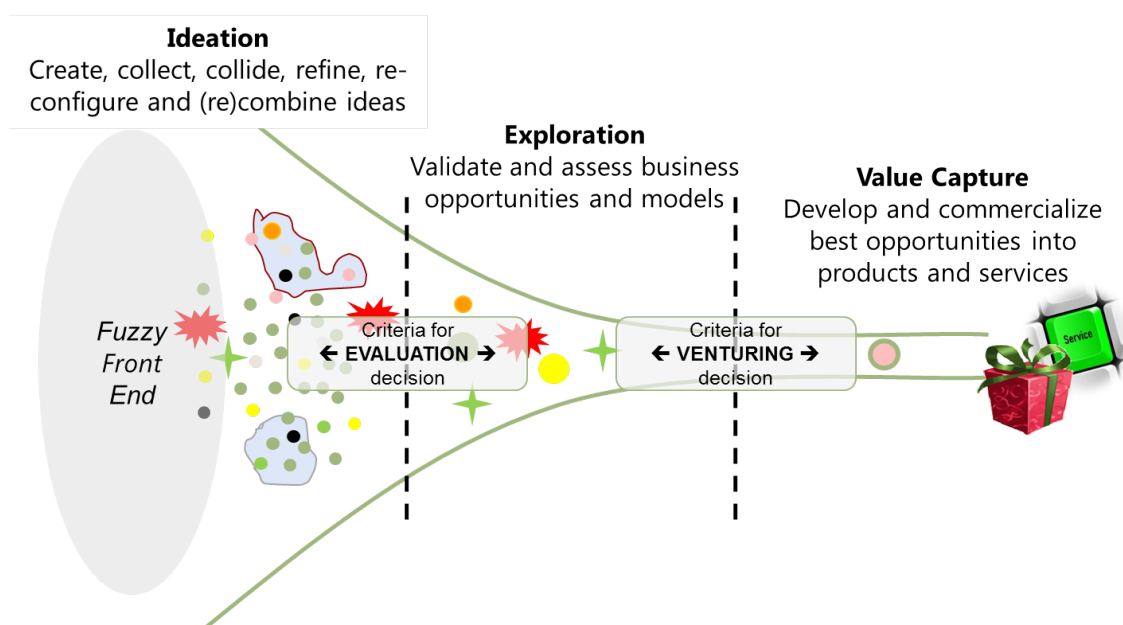 Ideation
Create, collect, collide, refine, re-
configure and (re)combine ideas
Exploration
Validate and assess business
opportunities and models
Value Capture
Develop and commercialize
best opportunities into
products and services
Fuzzy
Front
End
Criteria for
← EVALUATION →
decision
Criteria for
← VENTURING →
decision
Service